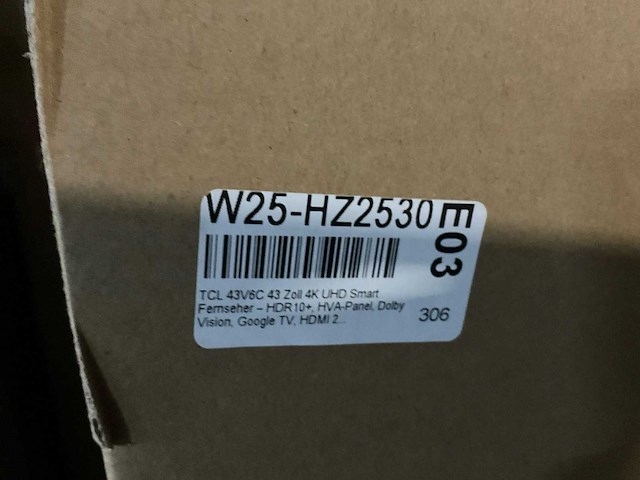 W25-HZ2530
E03
TCL 43V6C 43 Zoll 4K UHD Smart
Fernseher – HDR10+, HVA-Panel, Dolby
Vision, Google TV, HDMI 2...
306